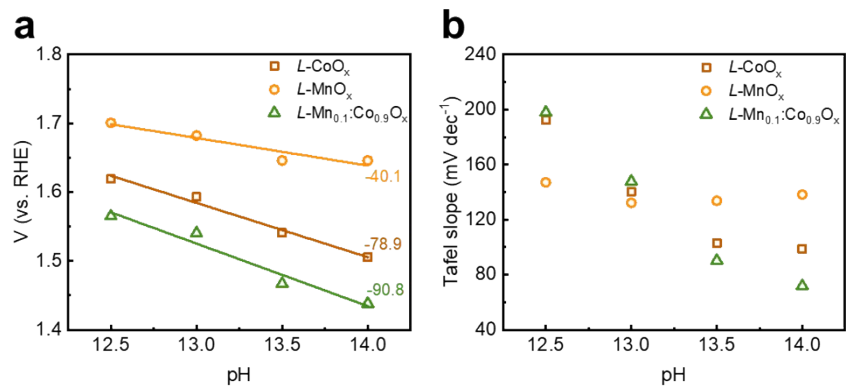 a
V (vs. RHE)
1.8
1.7
1.6
1.5
1.4
L-CoOₓ
L-MnOₓ
L-Mn₀.₁:Co₀.₉Oₓ
-40.1
-78.9
-90.8
12.5 13.0 13.5 14.0
pH
b
Tafel slope (mV dec⁻¹)
240
200
160
120
80
40
L-CoOₓ
L-MnOₓ
L-Mn₀.₁:Co₀.₉Oₓ
12.5 13.0 13.5 14.0
pH